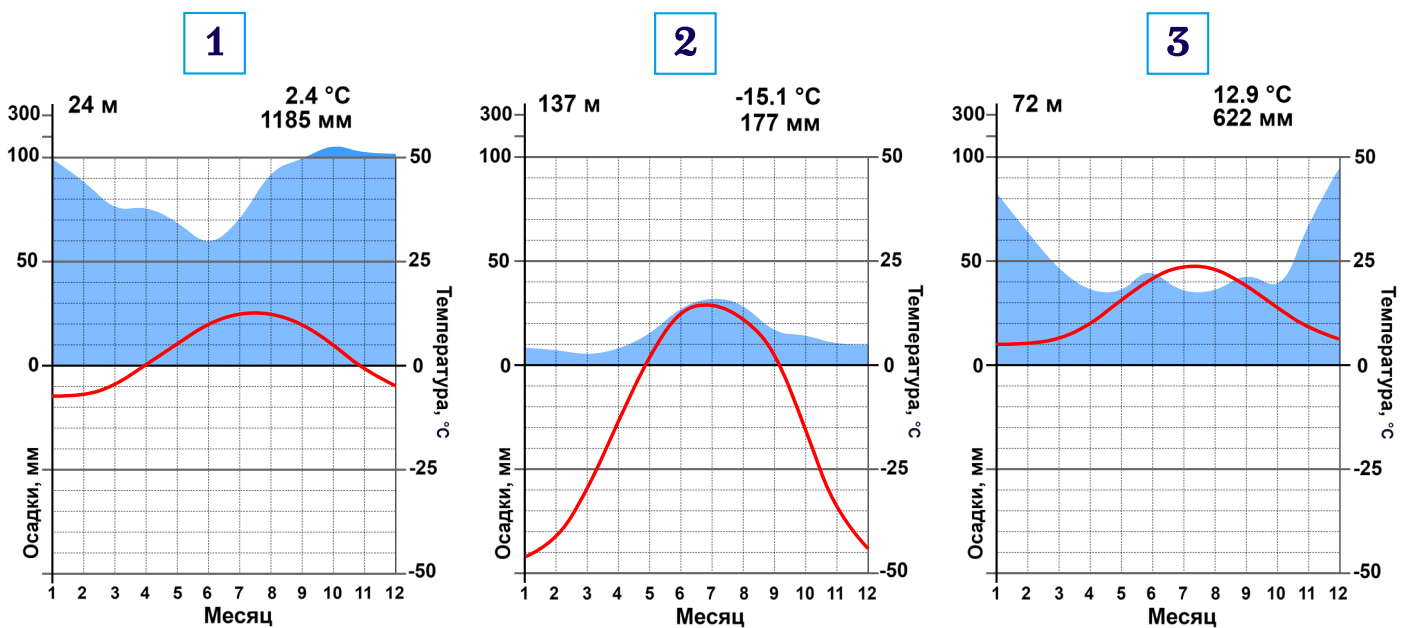 1
24 м
2.4 °C
1185 мм
300
100
50
0
50
25
0
-25
-50
Осадки, мм
Температура, °С
1 2 3 4 5 6 7 8 9 10 11 12
Месяц
2
137 м
-15.1 °C
177 мм
300
100
50
0
50
25
0
-25
-50
Осадки, мм
Температура, °С
1 2 3 4 5 6 7 8 9 10 11 12
Месяц
3
72 м
12.9 °C
622 мм
300
100
50
0
50
25
0
-25
-50
Осадки, мм
Температура, °С
1 2 3 4 5 6 7 8 9 10 11 12
Месяц